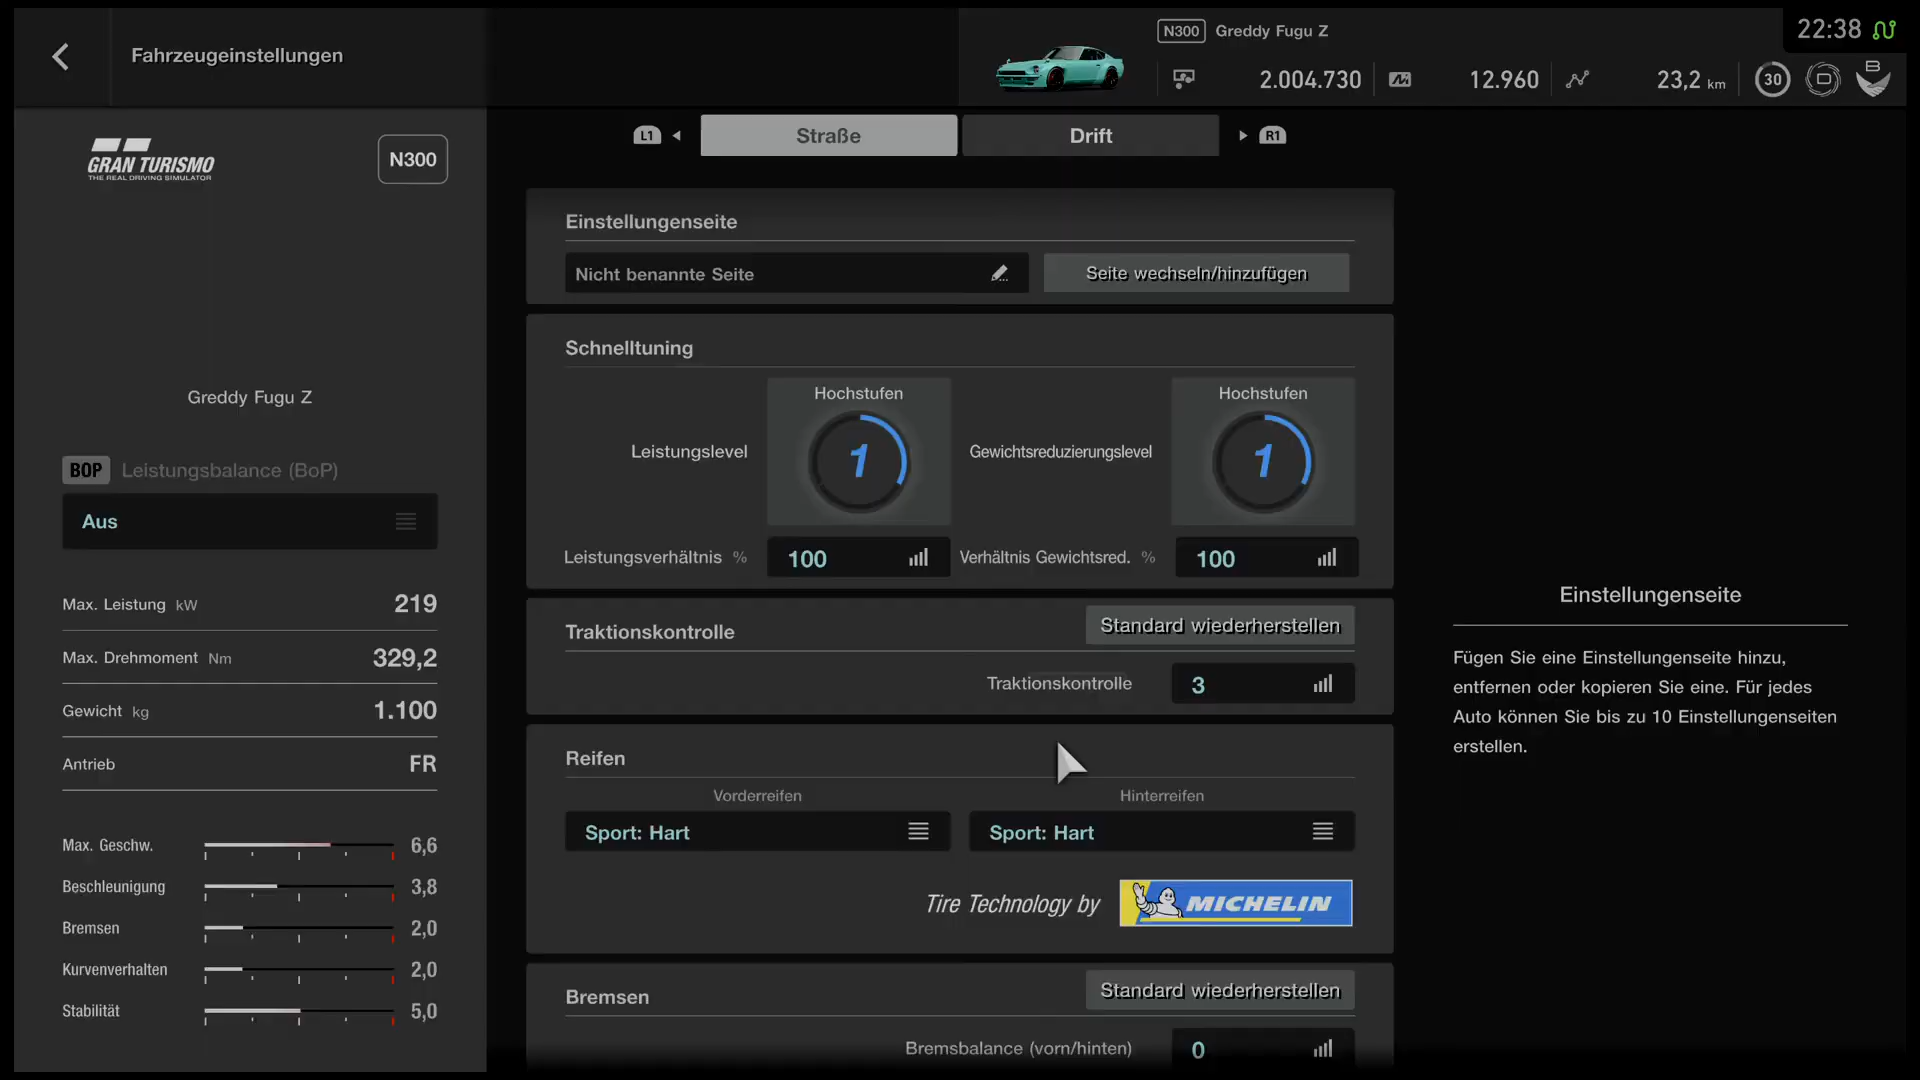 Fahrzeugeinstellungen
N300 Greddy Fugu Z
2.004.730
12.960
23,2 km
30
B
22:38
GRAN TURISMO
THE REAL DRIVING SIMULATOR
N300
Greddy Fugu Z
BOP Leistungsbalance (BoP)
Aus
Max. Leistung kW 219
Max. Drehmoment Nm 329,2
Gewicht kg 1.100
Antrieb FR
Max. Geschw. 6,6
Beschleunigung 3,8
Bremsen 2,0
Kurvenverhalten 2,0
Stabilität 5,0
L1 Straße Drift R1
Einstellungenseite
Nicht benannte Seite Seite wechseln/hinzufügen
Schnelltuning
Hochstufen Hochstufen
Leistungslevel 1 Gewichtsreduzierungslevel 1
Leistungsverhältnis % 100 Verhältnis Gewichtsred. % 100
Traktionskontrolle Standard wiederherstellen
Traktionskontrolle 3
Reifen
Vorderreifen Hinterreifen
Sport: Hart Sport: Hart
Tire Technology by MICHELIN
Bremsen Standard wiederherstellen
Bremsbalance (vorn/hinten) 0
Einstellungenseite
Fügen Sie eine Einstellungenseite hinzu,
entfernen oder kopieren Sie eine. Für jedes
Auto können Sie bis zu 10 Einstellungenseiten
erstellen.